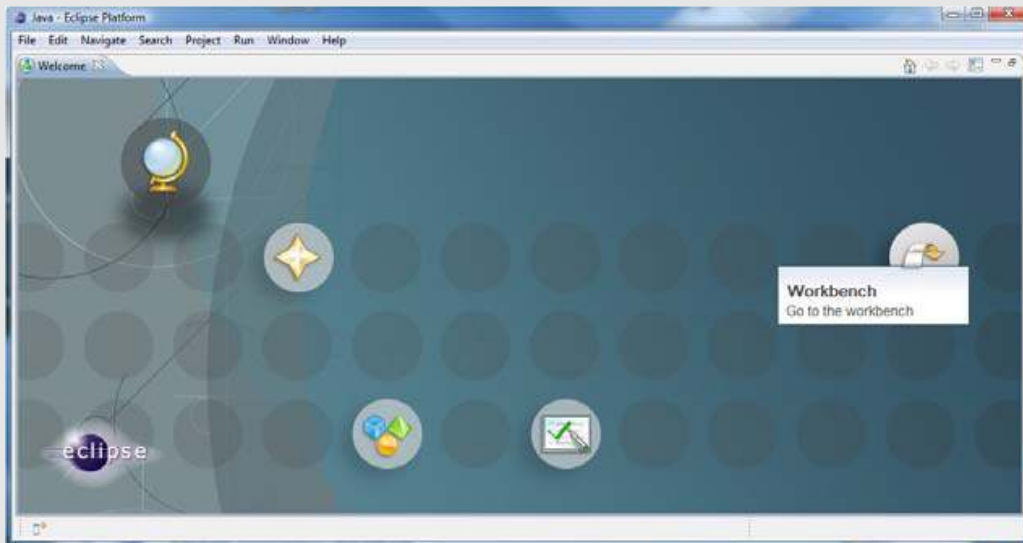 Java - Eclipse Platform
File Edit Navigate Search Project Run Window Help
Welcome
Workbench
Go to the workbench
eclipse